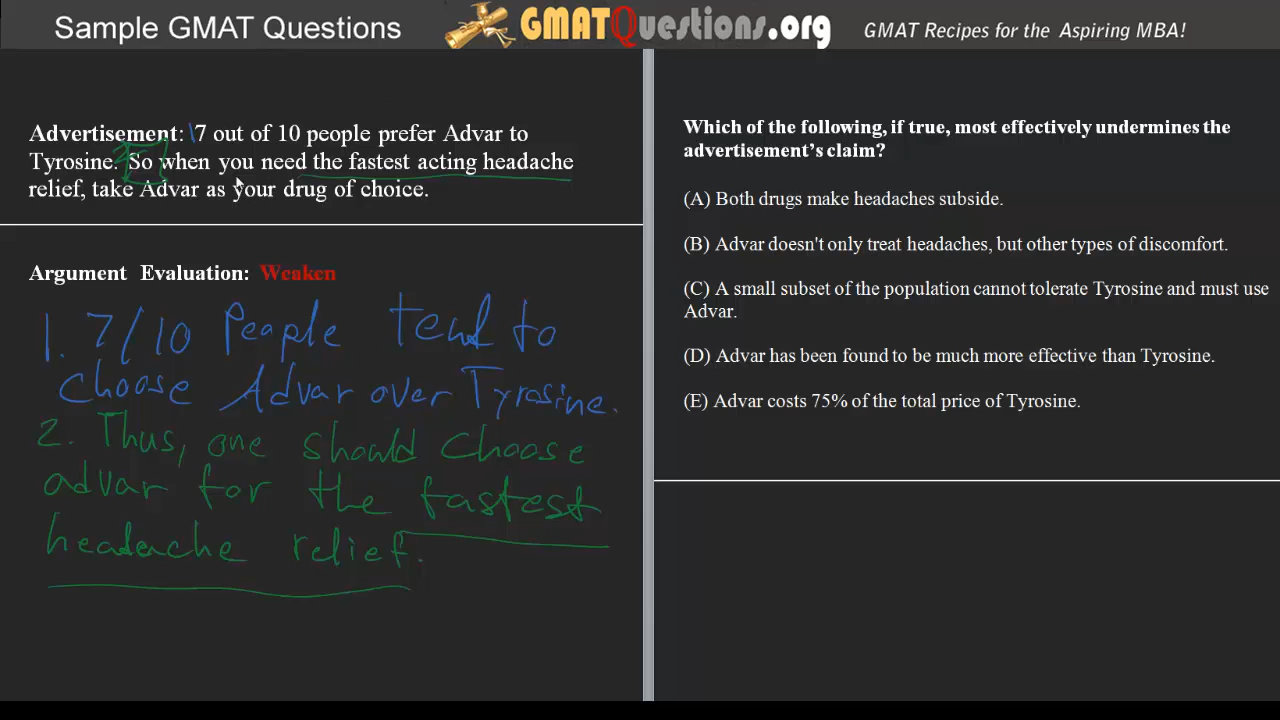 Sample GMAT Questions
GMATQuestions.org
GMAT Recipes for the Aspiring MBA!
Advertisement: 7 out of 10 people prefer Advar to
Tyrosine. So when you need the fastest acting headache
relief, take Advar as your drug of choice.
Argument Evaluation: Weaken
1. 7/10 People tend to
choose Advar over Tyrosine.
2. Thus, one should choose
advar for the fastest
headache relief.
Which of the following, if true, most effectively undermines the
advertisement's claim?
(A) Both drugs make headaches subside.
(B) Advar doesn't only treat headaches, but other types of discomfort.
(C) A small subset of the population cannot tolerate Tyrosine and must use
Advar.
(D) Advar has been found to be much more effective than Tyrosine.
(E) Advar costs 75% of the total price of Tyrosine.